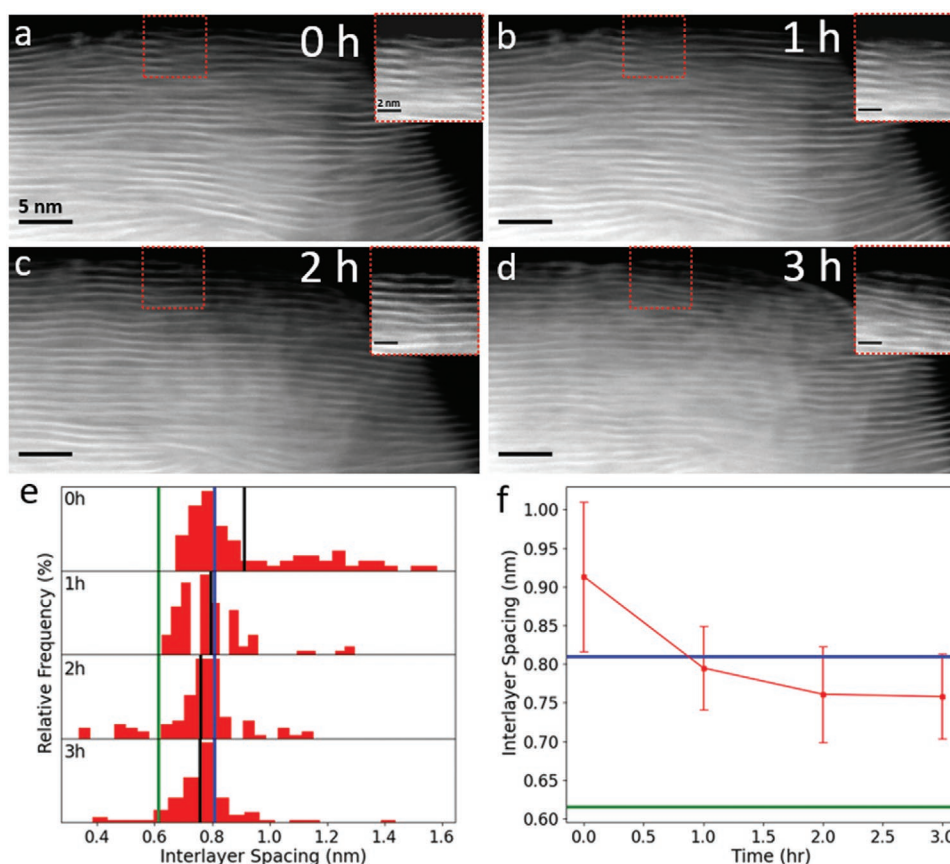 a
0 h
2 nm
5 nm
b
1 h
c
2 h
d
3 h
e
0h
1h
2h
3h
Relative Frequency (%)
0.4 0.6 0.8 1.0 1.2 1.4 1.6
Interlayer Spacing (nm)
f
Interlayer Spacing (nm)
1.00
0.95
0.90
0.85
0.80
0.75
0.70
0.65
0.60
0.0 0.5 1.0 1.5 2.0 2.5 3.0
Time (hr)